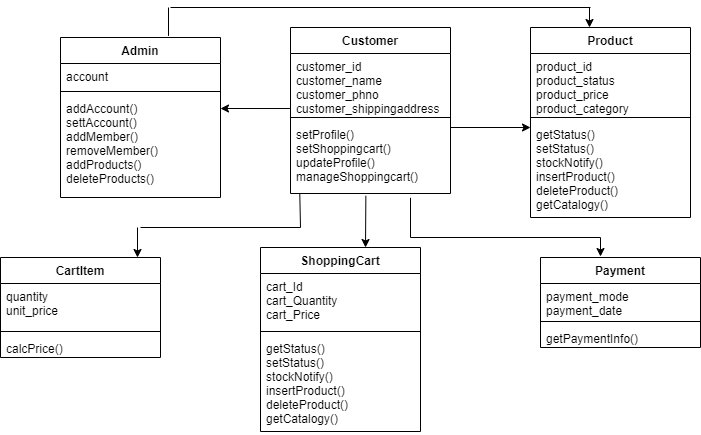 Admin
account
addAccount()
settAccount()
addMember()
removeMember()
addProducts()
deleteProducts()
Customer
customer_id
customer_name
customer_phno
customer_shippingaddress
setProfile()
setShoppingcart()
updateProfile()
manageShoppingcart()
Product
product_id
product_status
product_price
product_category
getStatus()
setStatus()
stockNotify()
insertProduct()
deleteProduct()
getCatalogy()
CartItem
quantity
unit_price
calcPrice()
ShoppingCart
cart_Id
cart_Quantity
cart_Price
getStatus()
setStatus()
stockNotify()
insertProduct()
deleteProduct()
getCatalogy()
Payment
payment_mode
payment_date
getPaymentInfo()